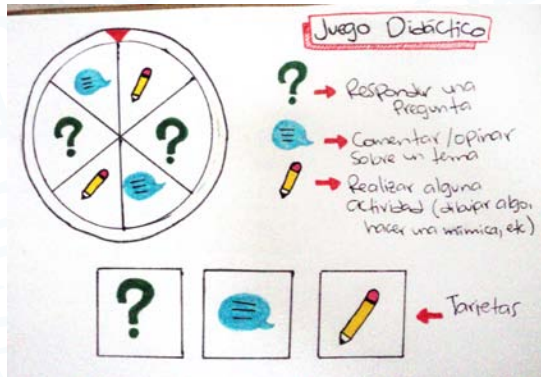 Juego Didáctico
Responder una
Pregunta
Comentar/opinar
sobre un tema
Realizar alguna
actividad (dibujar algo,
hacer una mímica, etc)
Tarjetas